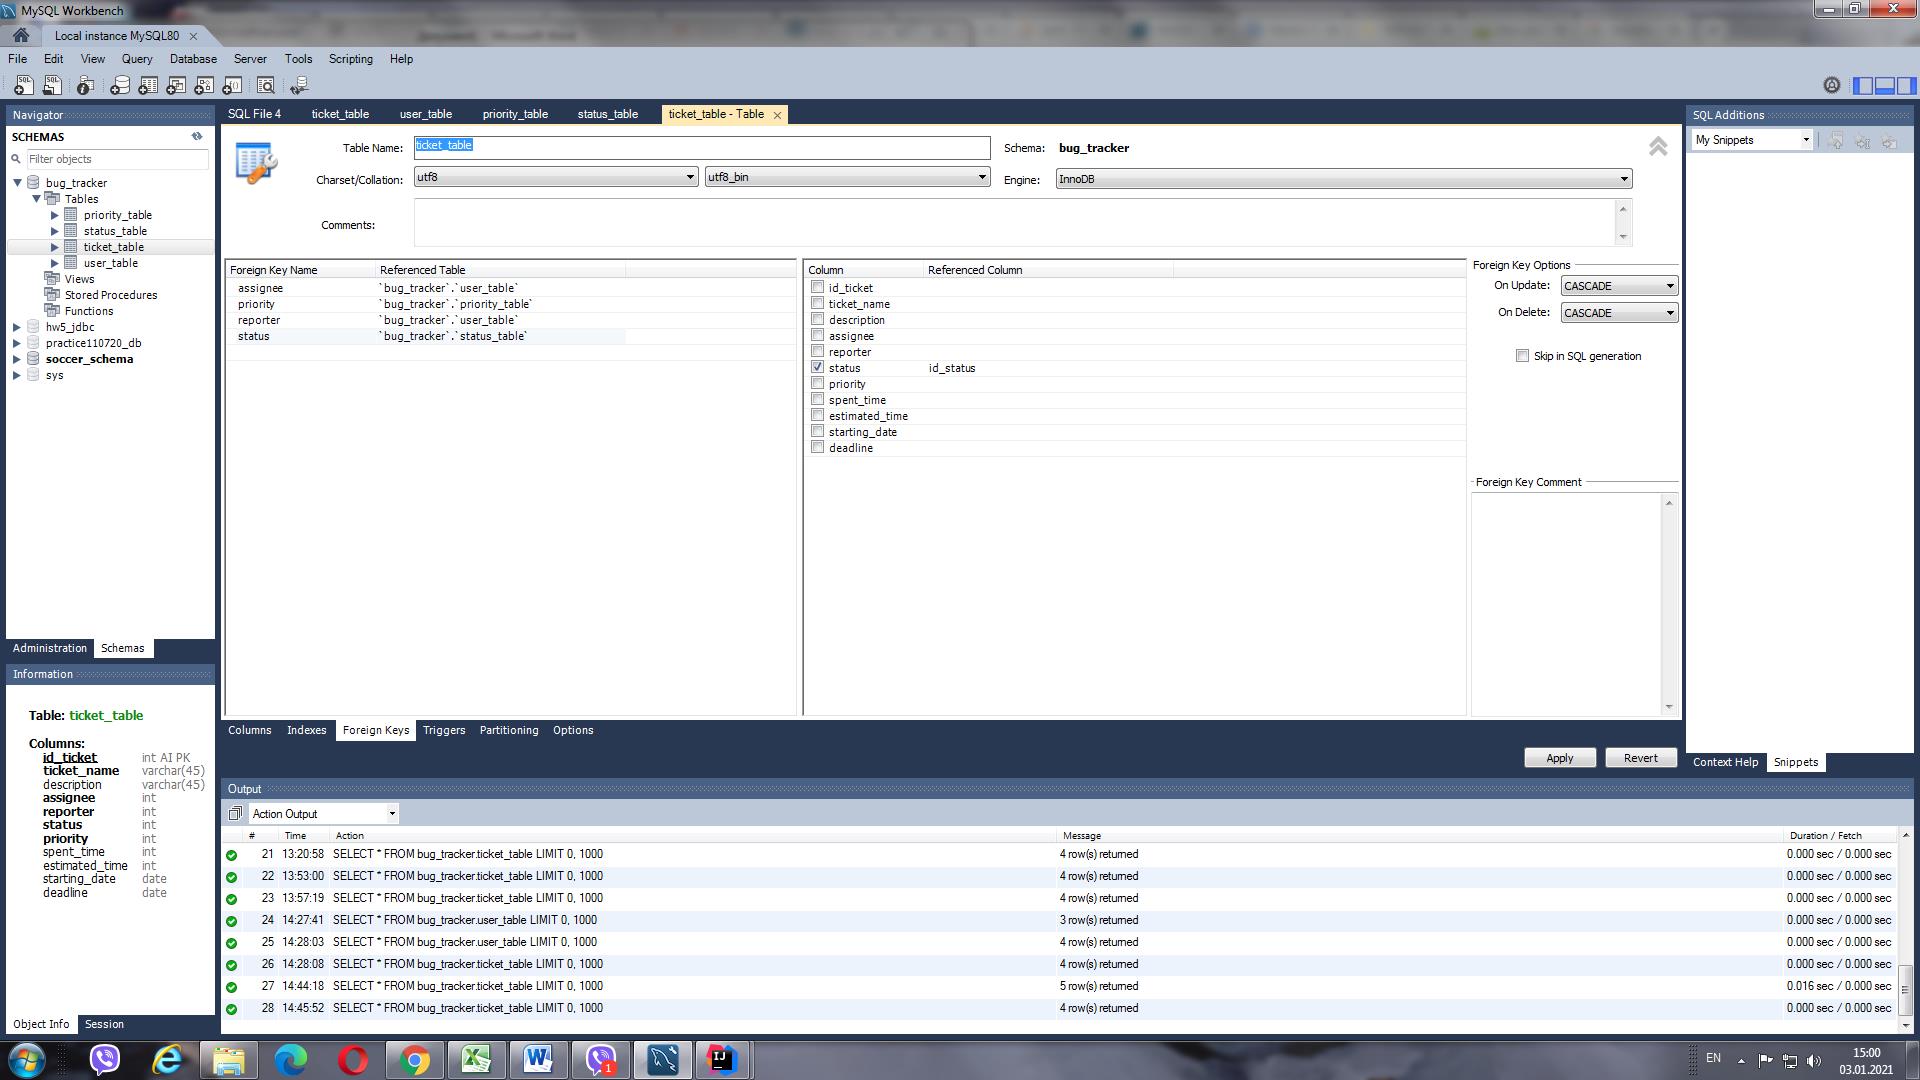 MySQL Workbench
Local instance MySQL80
File Edit View Query Database Server Tools Scripting Help
Navigator
SCHEMAS
Filter objects
bug_tracker
Tables
priority_table
status_table
ticket_table
user_table
Views
Stored Procedures
Functions
hw5_jdbc
practice110720_db
soccer_schema
sys
Administration Schemas
Information
Table: ticket_table
Columns:
id_ticket int AI PK
ticket_name varchar(45)
description varchar(45)
assignee int
reporter int
status int
priority int
spent_time int
estimated_time int
starting_date date
deadline date
Object Info Session
SQL File 4 ticket_table user_table priority_table status_table ticket_table - Table
Table Name: ticket_table Schema: bug_tracker
Charset/Collation: utf8 utf8_bin Engine: InnoDB
Comments:
Foreign Key Name Referenced Table
assignee `bug_tracker`.`user_table`
priority `bug_tracker`.`priority_table`
reporter `bug_tracker`.`user_table`
status `bug_tracker`.`status_table`
Column Referenced Column
id_ticket
ticket_name
description
assignee
reporter
status id_status
priority
spent_time
estimated_time
starting_date
deadline
Foreign Key Options
On Update: CASCADE
On Delete: CASCADE
Skip in SQL generation
Foreign Key Comment
Columns Indexes Foreign Keys Triggers Partitioning Options
Apply Revert
SQL Additions
My Snippets
Context Help Snippets
Output
Action Output
# Time Action Message Duration / Fetch
21 13:20:58 SELECT * FROM bug_tracker.ticket_table LIMIT 0, 1000 4 row(s) returned 0.000 sec / 0.000 sec
22 13:53:00 SELECT * FROM bug_tracker.ticket_table LIMIT 0, 1000 4 row(s) returned 0.000 sec / 0.000 sec
23 13:57:19 SELECT * FROM bug_tracker.ticket_table LIMIT 0, 1000 4 row(s) returned 0.000 sec / 0.000 sec
24 14:27:41 SELECT * FROM bug_tracker.user_table LIMIT 0, 1000 3 row(s) returned 0.000 sec / 0.000 sec
25 14:28:03 SELECT * FROM bug_tracker.user_table LIMIT 0, 1000 4 row(s) returned 0.000 sec / 0.000 sec
26 14:28:08 SELECT * FROM bug_tracker.ticket_table LIMIT 0, 1000 4 row(s) returned 0.000 sec / 0.000 sec
27 14:44:18 SELECT * FROM bug_tracker.ticket_table LIMIT 0, 1000 5 row(s) returned 0.016 sec / 0.000 sec
28 14:45:52 SELECT * FROM bug_tracker.ticket_table LIMIT 0, 1000 4 row(s) returned 0.000 sec / 0.000 sec
EN
15:00
03.01.2021